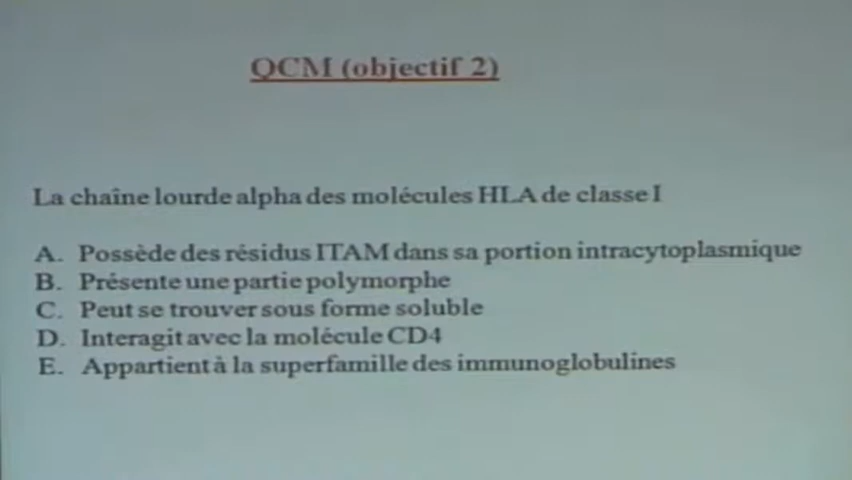 QCM (objectif 2)
La chaîne lourde alpha des molécules HLA de classe I
A. Possède des résidus ITAM dans sa portion intracytoplasmique
B. Présente une partie polymorphe
C. Peut se trouver sous forme soluble
D. Interagit avec la molécule CD4
E. Appartient à la superfamille des immunoglobulines